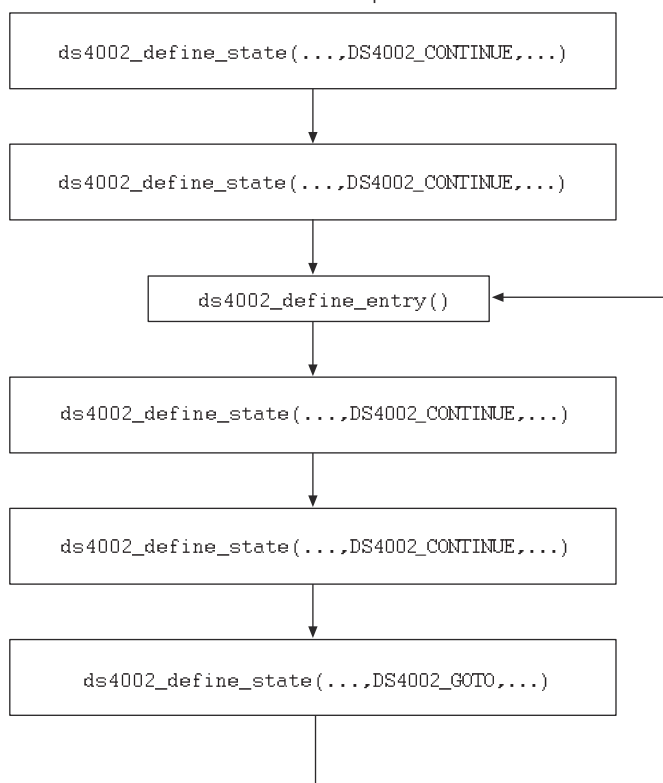 ds4002_define_state(...,DS4002_CONTINUE,...)
ds4002_define_state(...,DS4002_CONTINUE,...)
ds4002_define_entry()
ds4002_define_state(...,DS4002_CONTINUE,...)
ds4002_define_state(...,DS4002_CONTINUE,...)
ds4002_define_state(...,DS4002_GOTO,...)